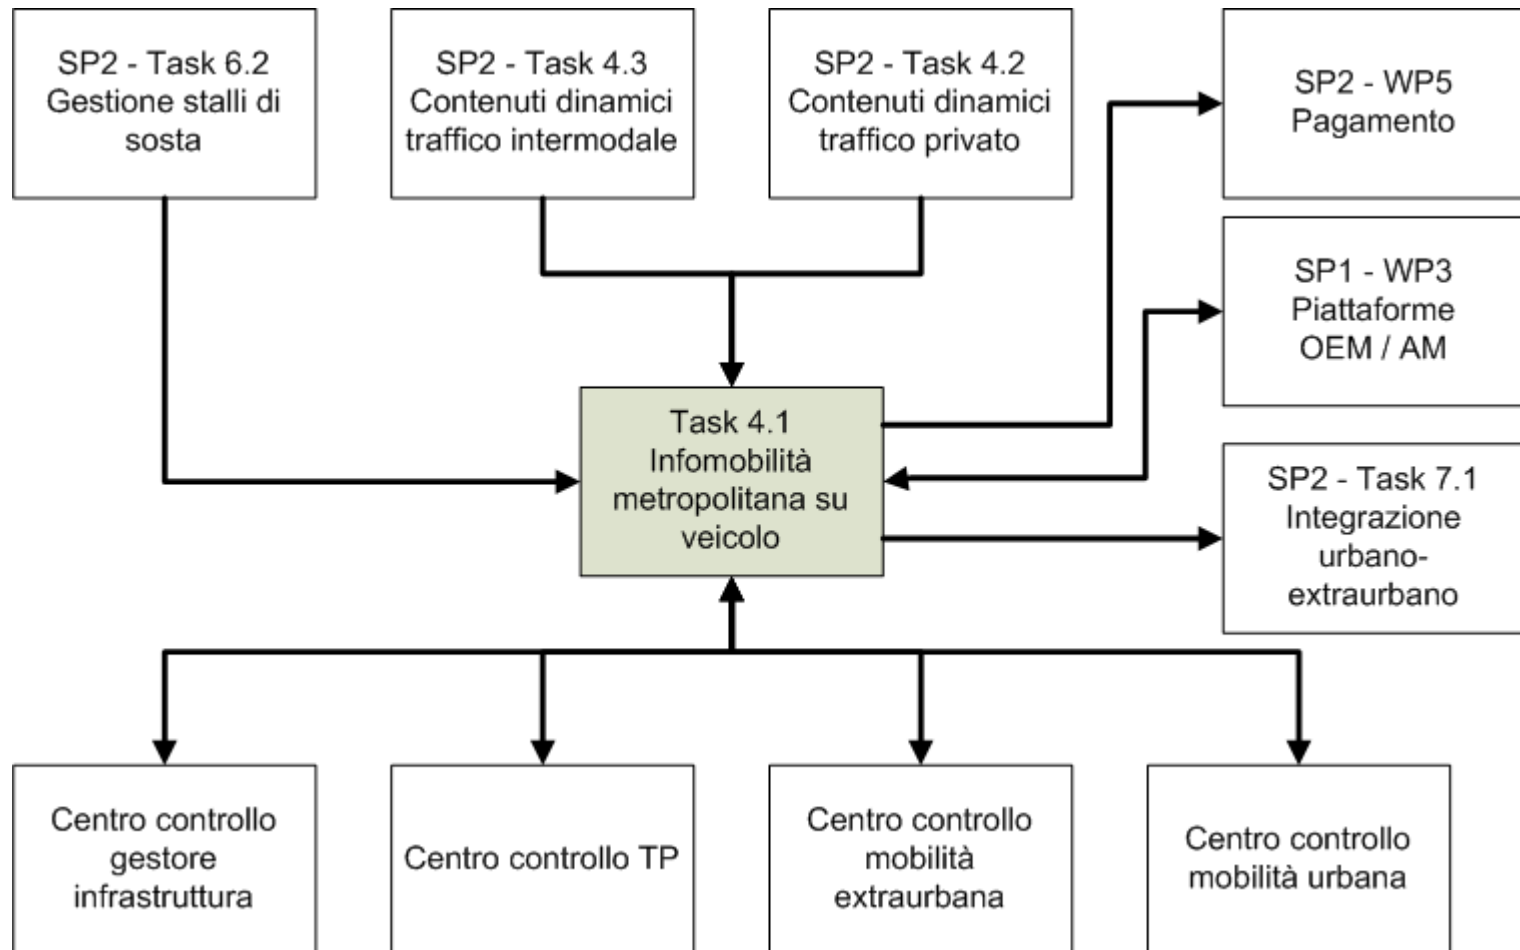 SP2 - Task 6.2
Gestione stalli di
sosta
SP2 - Task 4.3
Contenuti dinamici
traffico intermodale
SP2 - Task 4.2
Contenuti dinamici
traffico privato
SP2 - WP5
Pagamento
SP1 - WP3
Piattaforme
OEM / AM
Task 4.1
Infomobilità
metropolitana su
veicolo
SP2 - Task 7.1
Integrazione
urbano-
extraurbano
Centro controllo
gestore
infrastruttura
Centro controllo TP
Centro controllo
mobilità
extraurbana
Centro controllo
mobilità urbana